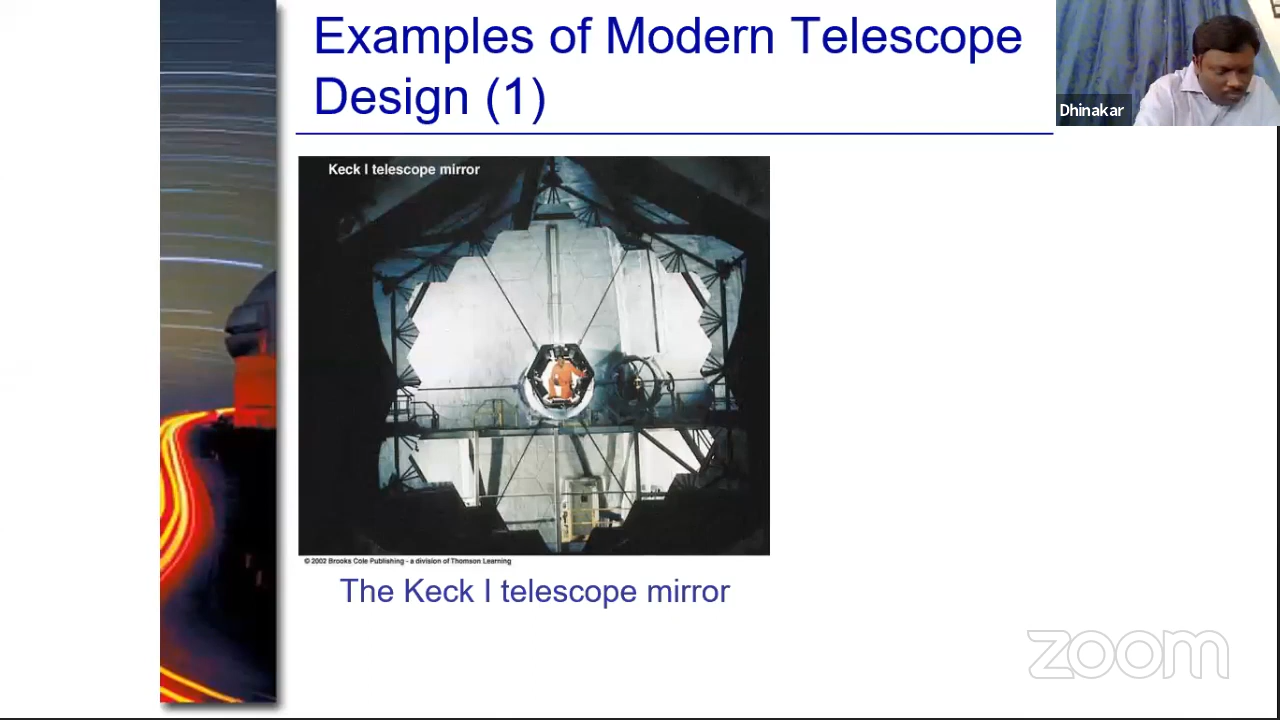 Examples of Modern Telescope
Design (1)
Dhinakar
Keck I telescope mirror
© 2002 Brooks Cole Publishing - a division of Thomson Learning
The Keck I telescope mirror
zoom